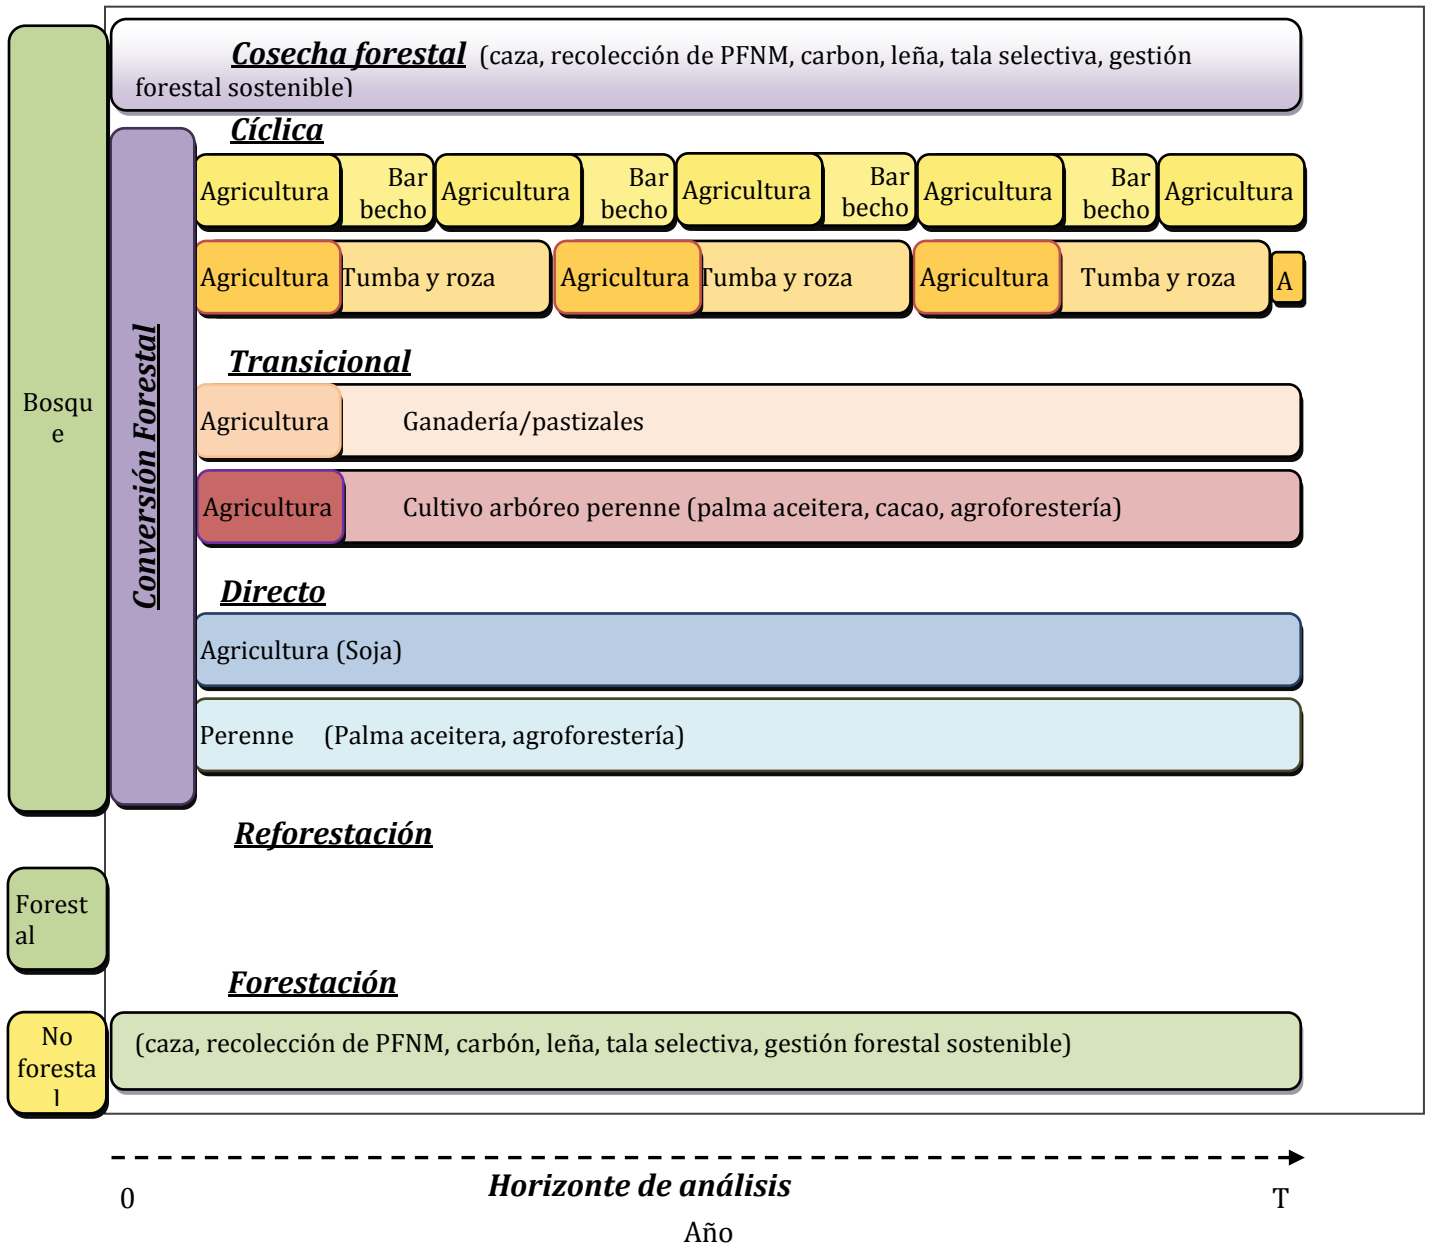 Cosecha forestal (caza, recolección de PFNM, carbon, leña, tala selectiva, gestión
forestal sostenible)
Cíclica
Agricultura
Bar
becho
Agricultura
Bar
becho
Agricultura
Bar
becho
Agricultura
Bar
becho
Agricultura
Agricultura
Tumba y roza
Agricultura
Tumba y roza
Agricultura
Tumba y roza
A
Bosqu
e
Conversión Forestal
Transicional
Agricultura
Ganadería/pastizales
Agricultura
Cultivo arbóreo perenne (palma aceitera, cacao, agroforestería)
Directo
Agricultura (Soja)
Perenne (Palma aceitera, agroforestería)
Reforestación
Forest
al
Forestación
No
foresta
l
(caza, recolección de PFNM, carbón, leña, tala selectiva, gestión forestal sostenible)
0
Horizonte de análisis
T
Año